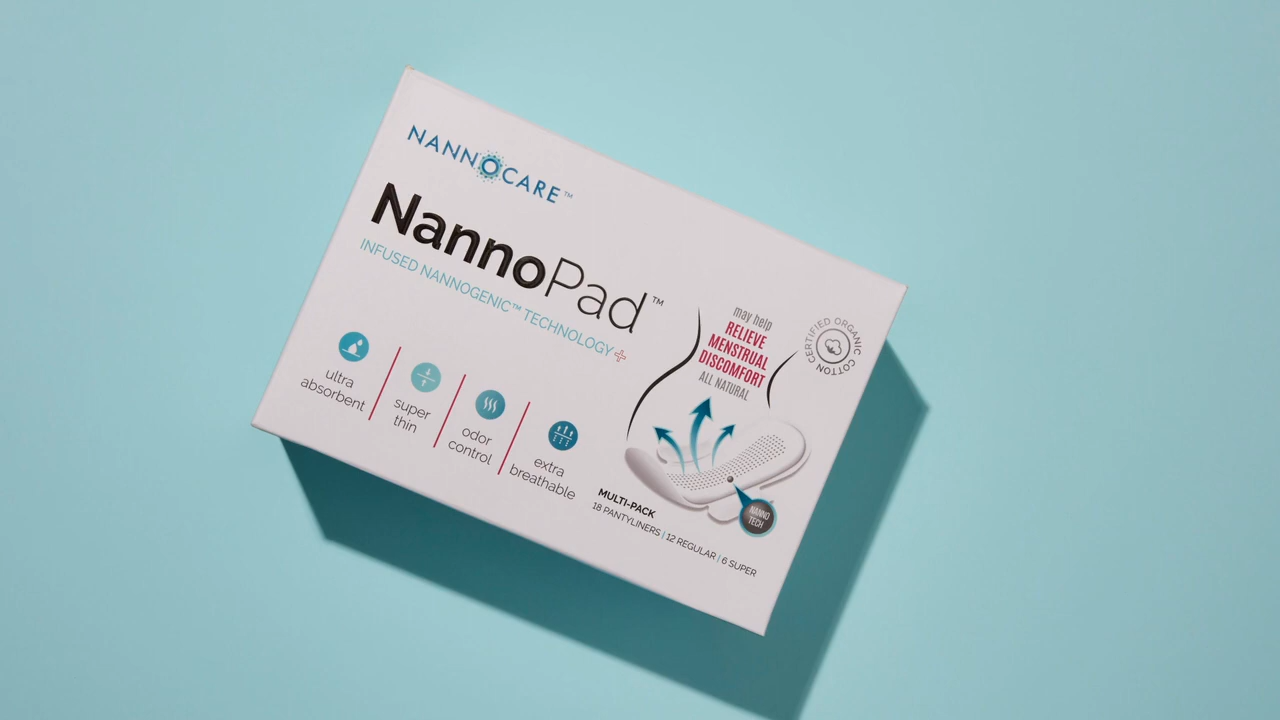 NANNOCARE™
NannoPad™
INFUSED NANNOGENIC™ TECHNOLOGY+
ultra
absorbent
super
thin
odor
control
extra
breathable
may help
RELIEVE
MENSTRUAL
DISCOMFORT
ALL NATURAL
CERTIFIED ORGANIC
COTTON
NANNO
TECH
MULTI-PACK
18 PANTYLINERS | 12 REGULAR | 6 SUPER